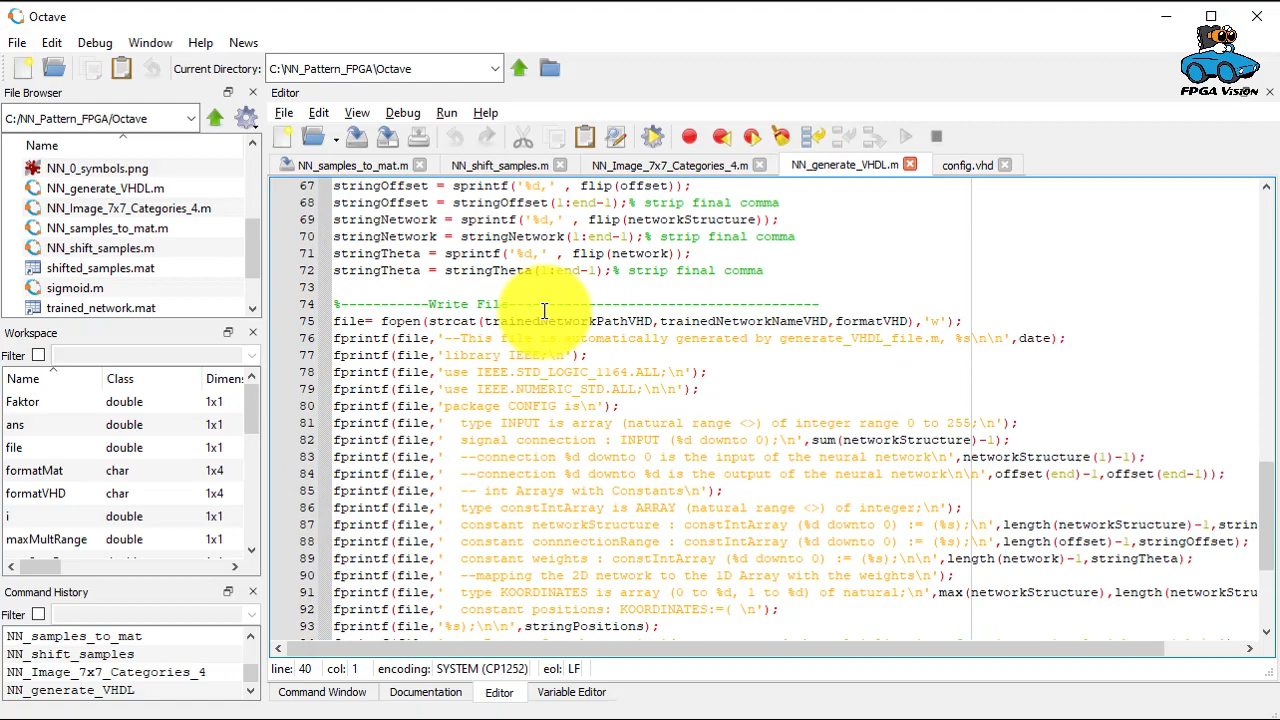 Octave
File Edit Debug Window Help News
Current Directory: C:\NN_Pattern_FPGA\Octave
FPGA Vision
File Browser
C:/NN_Pattern_FPGA/Octave
Name
NN_0_symbols.png
NN_generate_VHDL.m
NN_Image_7x7_Categories_4.m
NN_samples_to_mat.m
NN_shift_samples.m
shifted_samples.mat
sigmoid.m
trained_network.mat
Workspace
Filter
Name Class Dimens
Faktor double 1x1
ans double 1x1
file double 1x1
formatMat char 1x4
formatVHD char 1x4
i double 1x1
maxMultRange double 1x1
Command History
Filter
NN_samples_to_mat
NN_shift_samples
NN_Image_7x7_Categories_4
NN_generate_VHDL
Editor
File Edit View Debug Run Help
NN_samples_to_mat.m NN_shift_samples.m NN_Image_7x7_Categories_4.m NN_generate_VHDL.m config.vhd
67 stringOffset = sprintf('%d,' , flip(offset));
68 stringOffset = stringOffset(1:end-1);% strip final comma
69 stringNetwork = sprintf('%d,' , flip(networkStructure));
70 stringNetwork = stringNetwork(1:end-1);% strip final comma
71 stringTheta = sprintf('%d,' , flip(network));
72 stringTheta = stringTheta(1:end-1);% strip final comma
73
74 %-----------Write File---------------------------------------
75 file= fopen(strcat(trainedNetworkPathVHD,trainedNetworkNameVHD,formatVHD),'w');
76 fprintf(file,'--This file is automatically generated by generate_VHDL_file.m, %s\n\n',date);
77 fprintf(file,'library IEEE;\n');
78 fprintf(file,'use IEEE.STD_LOGIC_1164.ALL;\n');
79 fprintf(file,'use IEEE.NUMERIC_STD.ALL;\n\n');
80 fprintf(file,'package CONFIG is\n');
81 fprintf(file,'  type INPUT is array (natural range <>) of integer range 0 to 255;\n');
82 fprintf(file,'  signal connection : INPUT (%d downto 0);\n',sum(networkStructure)-1);
83 fprintf(file,'  --connection %d downto 0 is the input of the neural network\n',networkStructure(1)-1);
84 fprintf(file,'  --connection %d downto %d is the output of the neural network\n\n',offset(end)-1,offset(end-1));
85 fprintf(file,'  -- int Arrays with Constants\n');
86 fprintf(file,'  type constIntArray is ARRAY (natural range <>) of integer;\n');
87 fprintf(file,'  constant networkStructure : constIntArray (%d downto 0) := (%s);\n',length(networkStructure)-1,strin
88 fprintf(file,'  constant connnectionRange : constIntArray (%d downto 0) := (%s);\n',length(offset)-1,stringOffset);
89 fprintf(file,'  constant weights : constIntArray (%d downto 0) := (%s);\n\n',length(network)-1,stringTheta);
90 fprintf(file,'  --mapping the 2D network to the 1D Array with the weights\n');
91 fprintf(file,'  type KOORDINATES is array (0 to %d, 1 to %d) of natural;\n',max(networkStructure),length(networkStru
92 fprintf(file,'  constant positions: KOORDINATES:=( \n');
93 fprintf(file,'%s);\n\n',stringPositions);
line: 40 col: 1 encoding: SYSTEM (CP1252) eol: LF
Command Window Documentation Editor Variable Editor